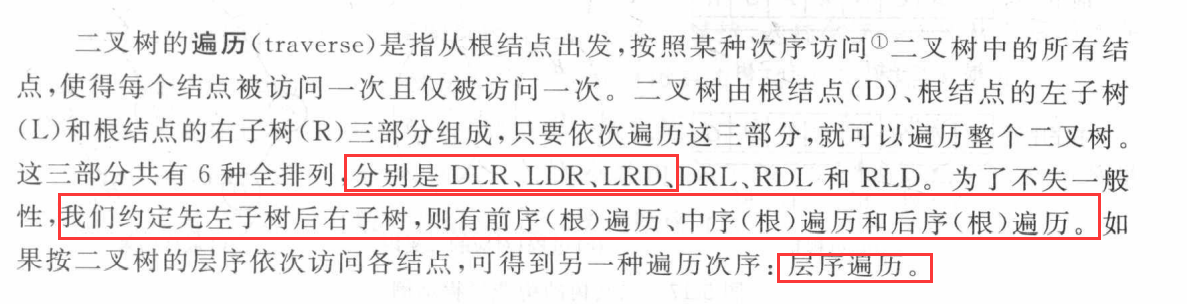 二叉树的遍历(traverse)是指从根结点出发,按照某种次序访问①二叉树中的所有结
点,使得每个结点被访问一次且仅被访问一次。二叉树由根结点(D)、根结点的左子树
(L)和根结点的右子树(R)三部分组成,只要依次遍历这三部分,就可以遍历整个二叉树。
这三部分共有 6 种全排列,分别是 DLR、LDR、LRD、DRL、RDL 和 RLD。为了不失一般
性,我们约定先左子树后右子树,则有前序(根)遍历、中序(根)遍历和后序(根)遍历。如
果按二叉树的层序依次访问各结点,可得到另一种遍历次序:层序遍历。